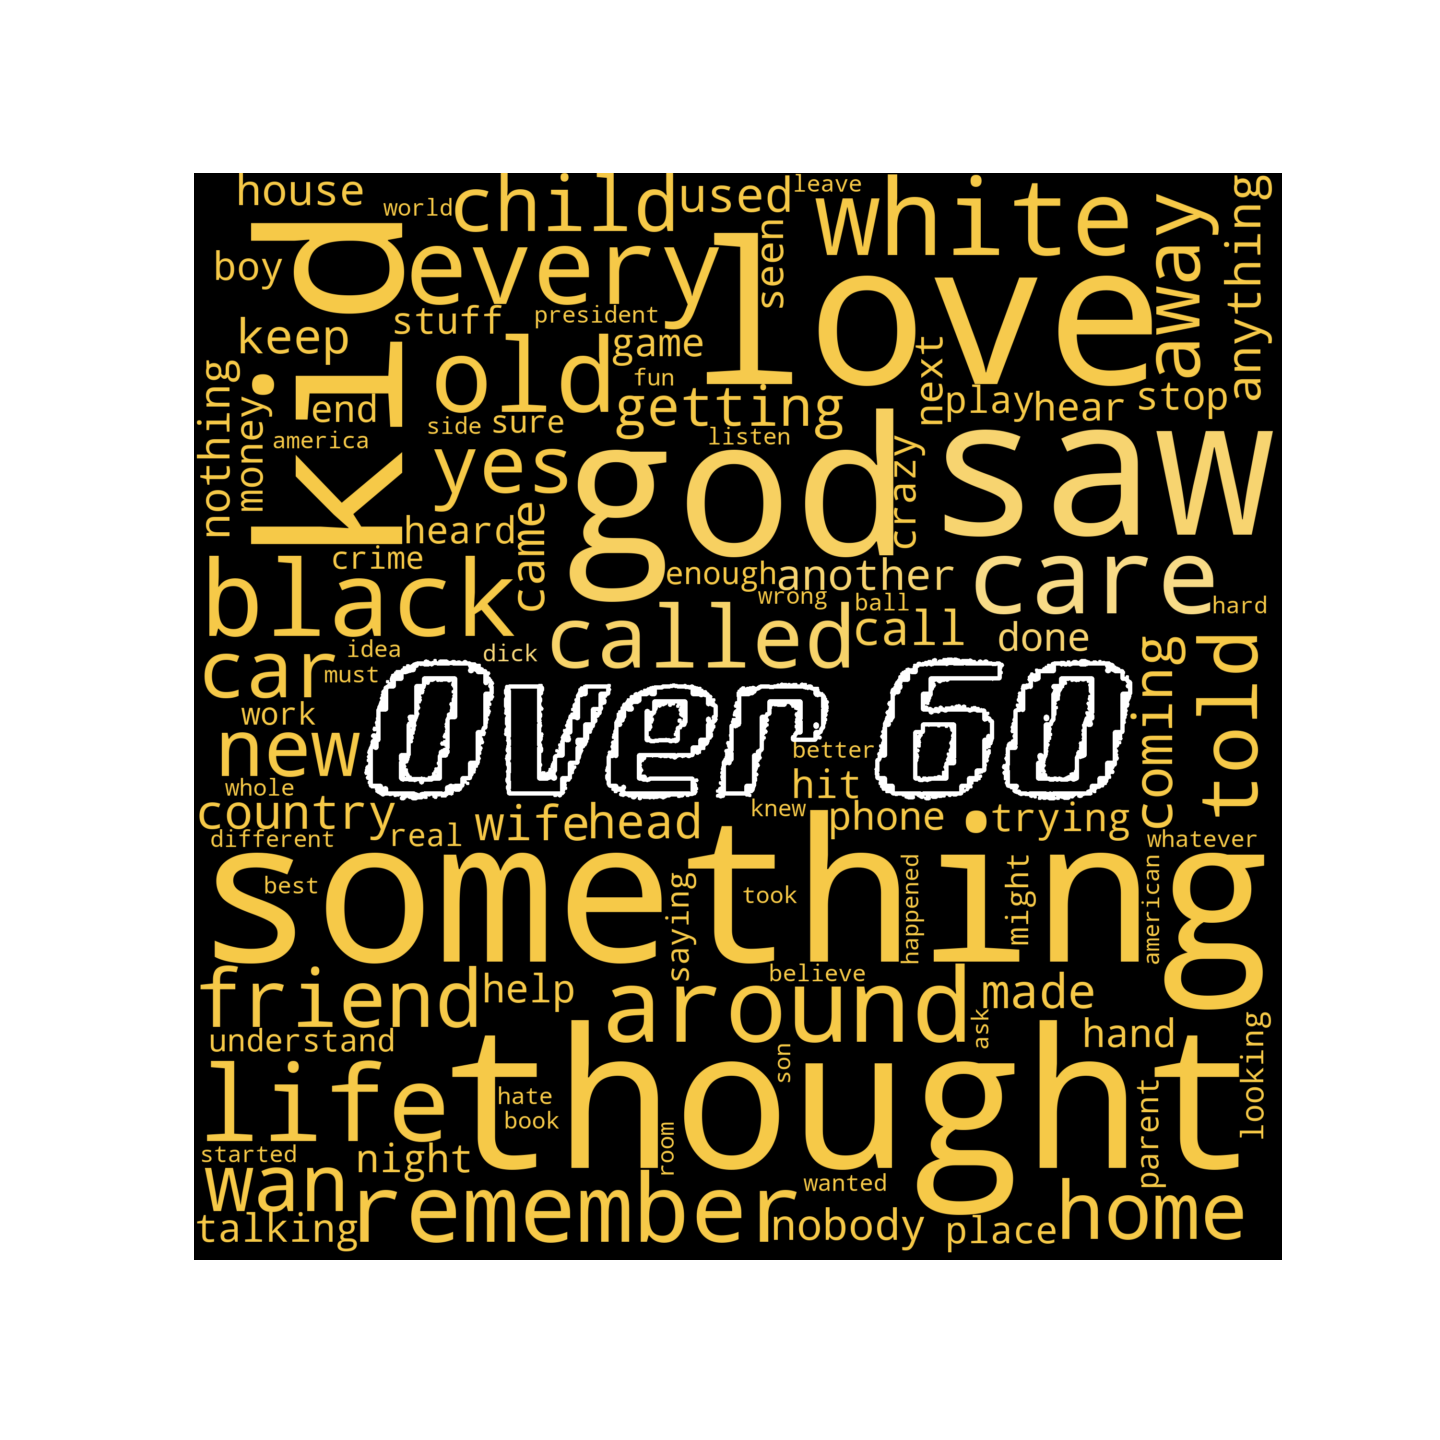 house
world
child
used
leave
white
away
anything
boy
kid
every
seen
love
keep
stuff
president
old
game
fun
next
play
hear
stop
nothing
money
end
america
side
sure
getting
listen
yes
god
crazy
saw
heard
came
crime
black
enough
another
wrong
ball
care
hard
idea
dick
called
call
done
car
must
Over 60
coming
told
work
new
better
hit
whole
country
different
real
wife
head
knew
phone
trying
whatever
something
best
saying
took
happened
might
american
friend
help
around
believe
made
ask
hand
looking
understand
life
thought
son
hate
book
room
parent
started
night
wan
remember
wanted
nobody
place
home
talking